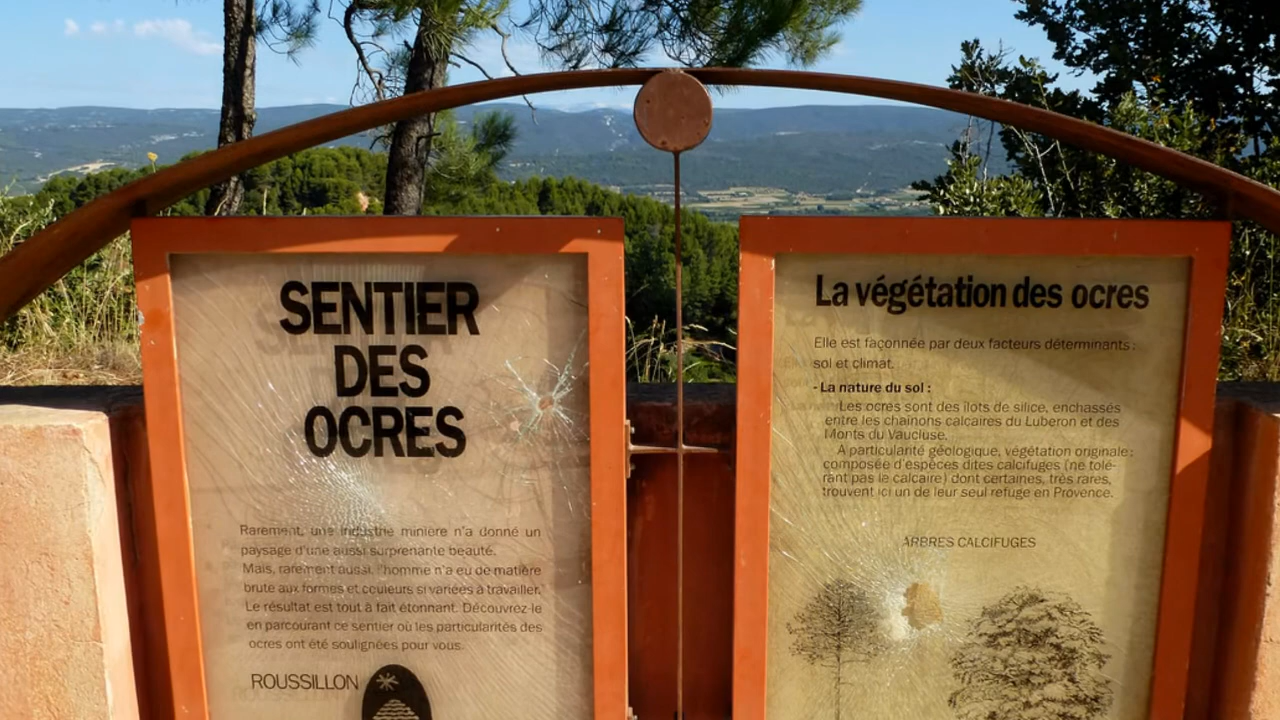 SENTIER
DES
OCRES
Rarement, une industrie minière n'a donné un
paysage d'une aussi surprenante beauté.
Mais, rarement aussi, l'homme n'a eu de matière
brute aux formes et couleurs si variées à travailler.
Le résultat est tout à fait étonnant. Découvrez-le
en parcourant ce sentier où les particularités des
ocres ont été soulignées pour vous.
ROUSSILLON
La végétation des ocres
Elle est façonnée par deux facteurs déterminants :
sol et climat.
- La nature du sol :
Les ocres sont des îlots de silice, enchassés
entre les chaînons calcaires du Luberon et des
Monts du Vaucluse.
A particularité géologique, végétation originale :
composée d'espèces dites calcifuges (ne tolé-
rant pas le calcaire) dont certaines, très rares,
trouvent ici un de leur seul refuge en Provence.
ARBRES CALCIFUGES